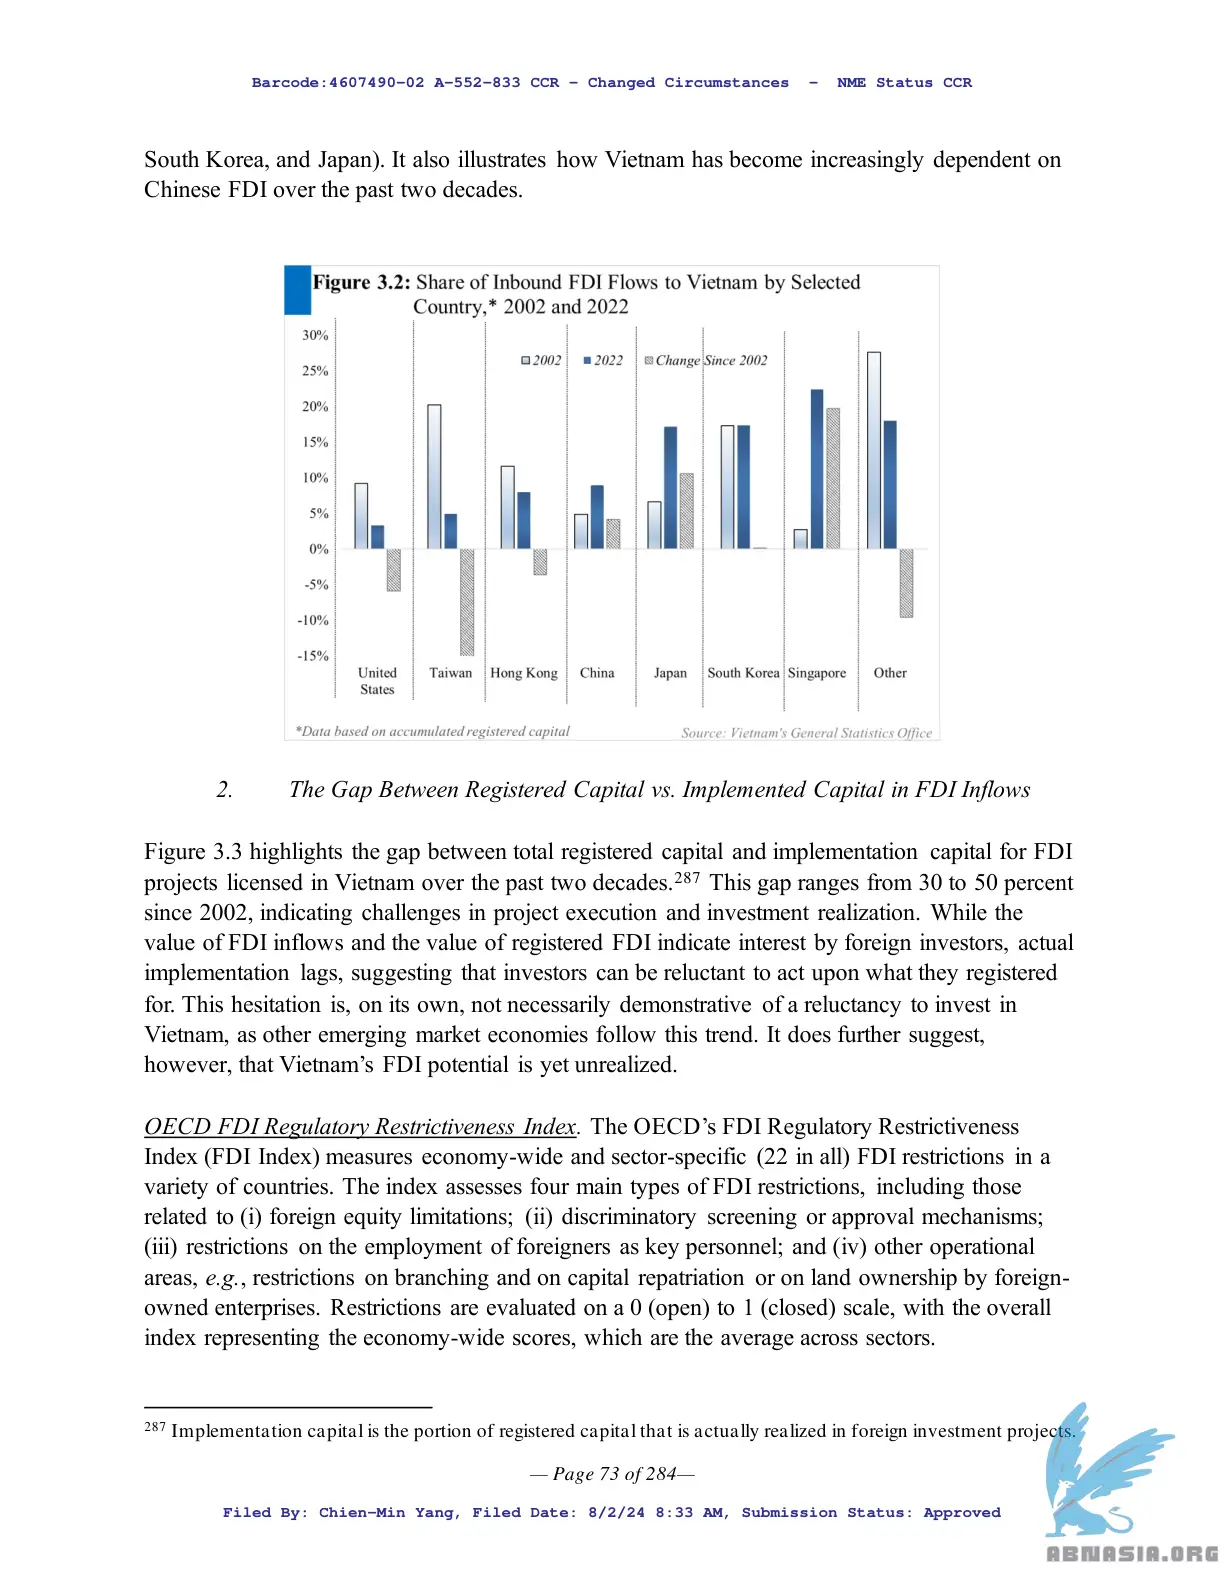 Barcode:4607490-02 A-552-833 CCR - Changed Circumstances  -  NME Status CCR
South Korea, and Japan). It also illustrates how Vietnam has become increasingly dependent on
Chinese FDI over the past two decades.
Figure 3.2: Share of Inbound FDI Flows to Vietnam by Selected
Country,* 2002 and 2022
30%
2002 2022 Change Since 2002
25%
20%
15%
10%
5%
0%
-5%
-10%
-15%
United States Taiwan Hong Kong China Japan South Korea Singapore Other
*Data based on accumulated registered capital Source: Vietnam's General Statistics Office
2. The Gap Between Registered Capital vs. Implemented Capital in FDI Inflows
Figure 3.3 highlights the gap between total registered capital and implementation capital for FDI
projects licensed in Vietnam over the past two decades.287 This gap ranges from 30 to 50 percent
since 2002, indicating challenges in project execution and investment realization. While the
value of FDI inflows and the value of registered FDI indicate interest by foreign investors, actual
implementation lags, suggesting that investors can be reluctant to act upon what they registered
for. This hesitation is, on its own, not necessarily demonstrative of a reluctancy to invest in
Vietnam, as other emerging market economies follow this trend. It does further suggest,
however, that Vietnam’s FDI potential is yet unrealized.
OECD FDI Regulatory Restrictiveness Index. The OECD’s FDI Regulatory Restrictiveness
Index (FDI Index) measures economy-wide and sector-specific (22 in all) FDI restrictions in a
variety of countries. The index assesses four main types of FDI restrictions, including those
related to (i) foreign equity limitations; (ii) discriminatory screening or approval mechanisms;
(iii) restrictions on the employment of foreigners as key personnel; and (iv) other operational
areas, e.g., restrictions on branching and on capital repatriation or on land ownership by foreign-
owned enterprises. Restrictions are evaluated on a 0 (open) to 1 (closed) scale, with the overall
index representing the economy-wide scores, which are the average across sectors.
287 Implementation capital is the portion of registered capital that is actually realized in foreign investment projects.
— Page 73 of 284—
Filed By: Chien-Min Yang, Filed Date: 8/2/24 8:33 AM, Submission Status: Approved
ABNASIA.ORG